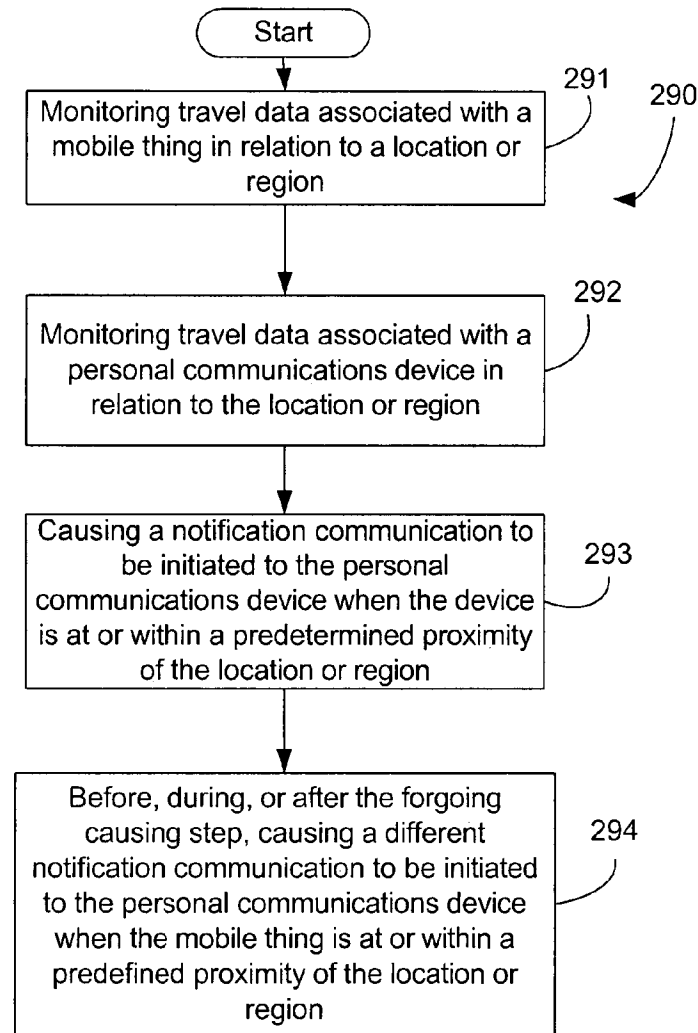 Start
Monitoring travel data associated with a
mobile thing in relation to a location or
region
291
290
Monitoring travel data associated with a
personal communications device in
relation to the location or region
292
Causing a notification communication to
be initiated to the personal
communications device when the device
is at or within a predetermined proximity
of the location or region
293
Before, during, or after the forgoing
causing step, causing a different
notification communication to be initiated
to the personal communications device
when the mobile thing is at or within a
predefined proximity of the location or
region
294